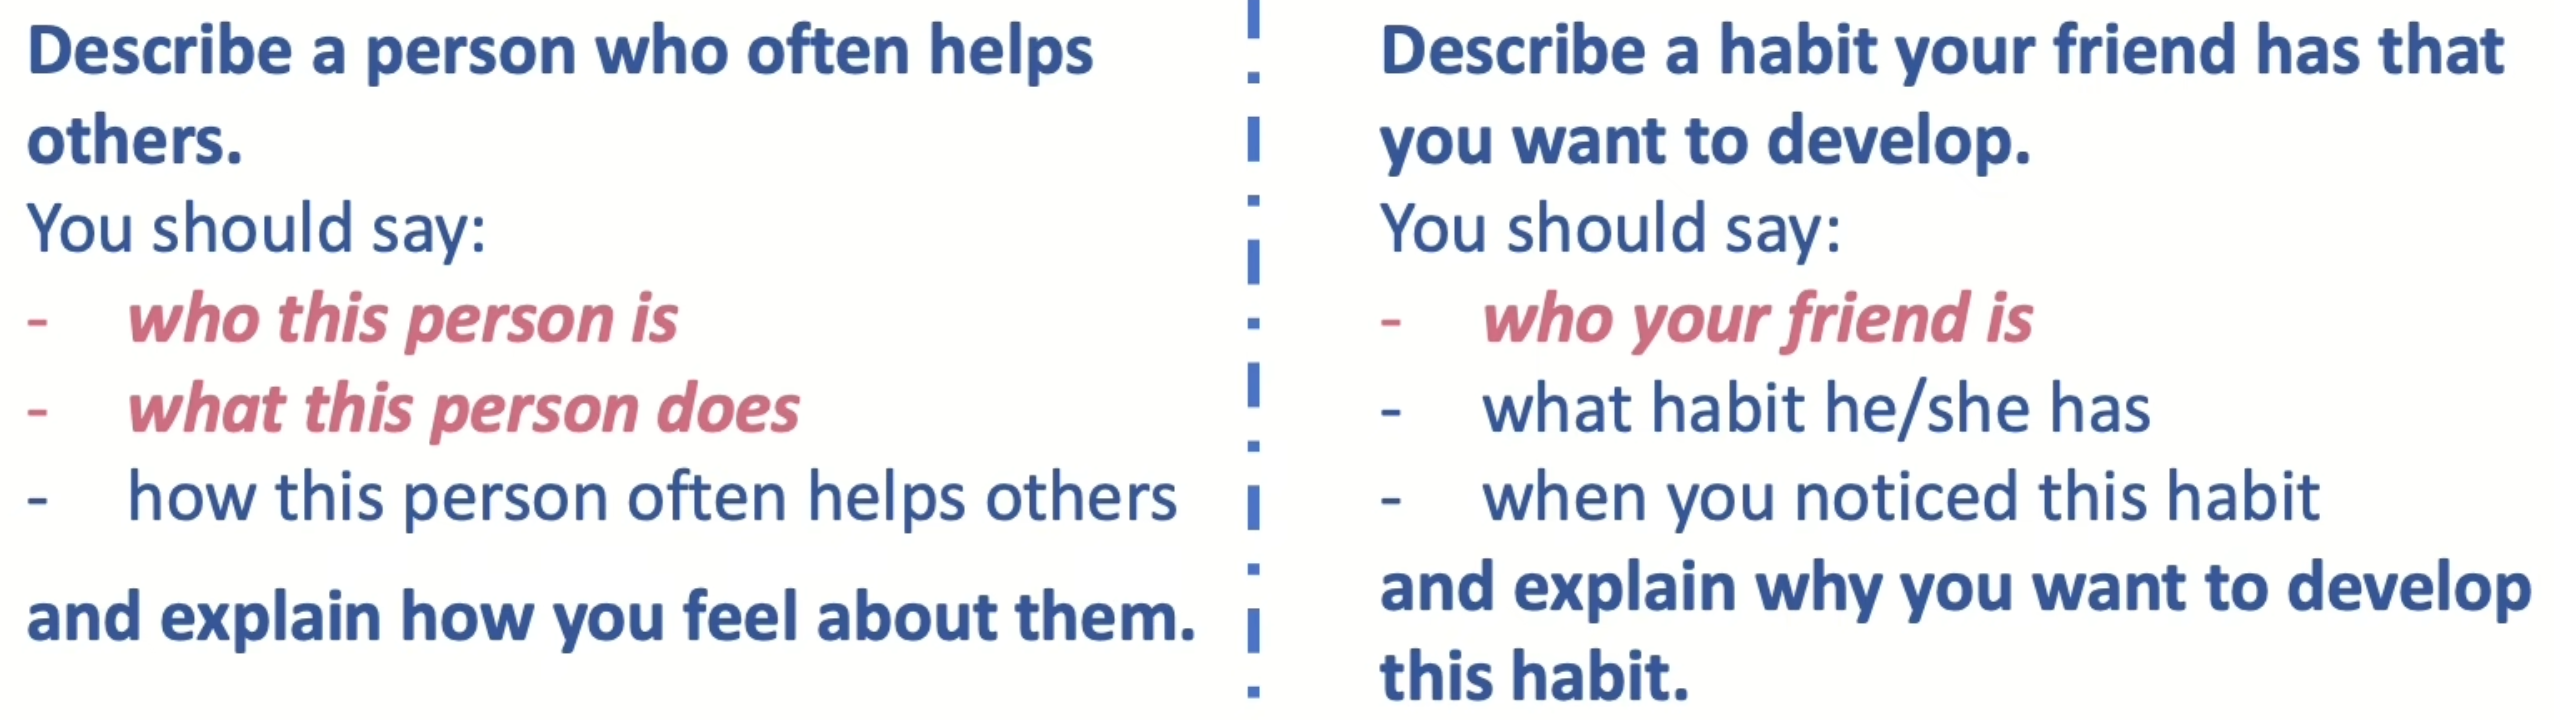 Describe a person who often helps
others.
You should say:
- who this person is
- what this person does
- how this person often helps others
and explain how you feel about them.
Describe a habit your friend has that
you want to develop.
You should say:
- who your friend is
- what habit he/she has
- when you noticed this habit
and explain why you want to develop
this habit.